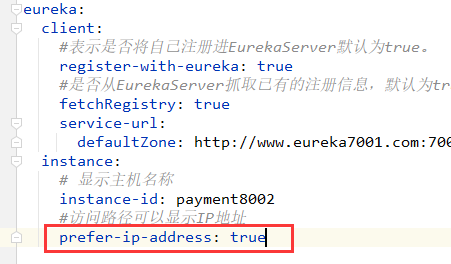 eureka:
client:
#表示是否将自己注册进EurekaServer默认为true。
register-with-eureka: true
#是否从EurekaServer抓取已有的注册信息，默认为tr
fetchRegistry: true
service-url:
defaultZone: http://www.eureka7001.com:700
instance:
# 显示主机名称
instance-id: payment8002
#访问路径可以显示IP地址
prefer-ip-address: true